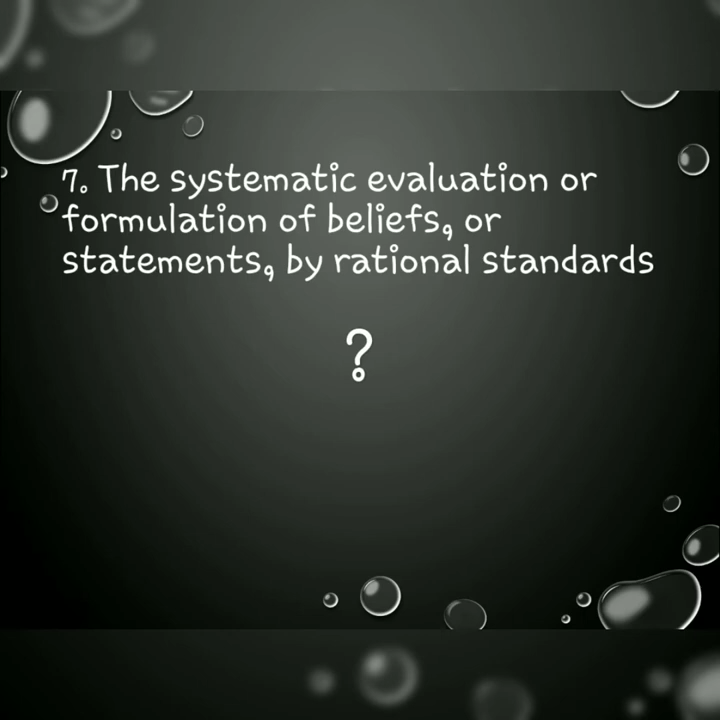 7. The systematic evaluation or
formulation of beliefs, or
statements, by rational standards
?